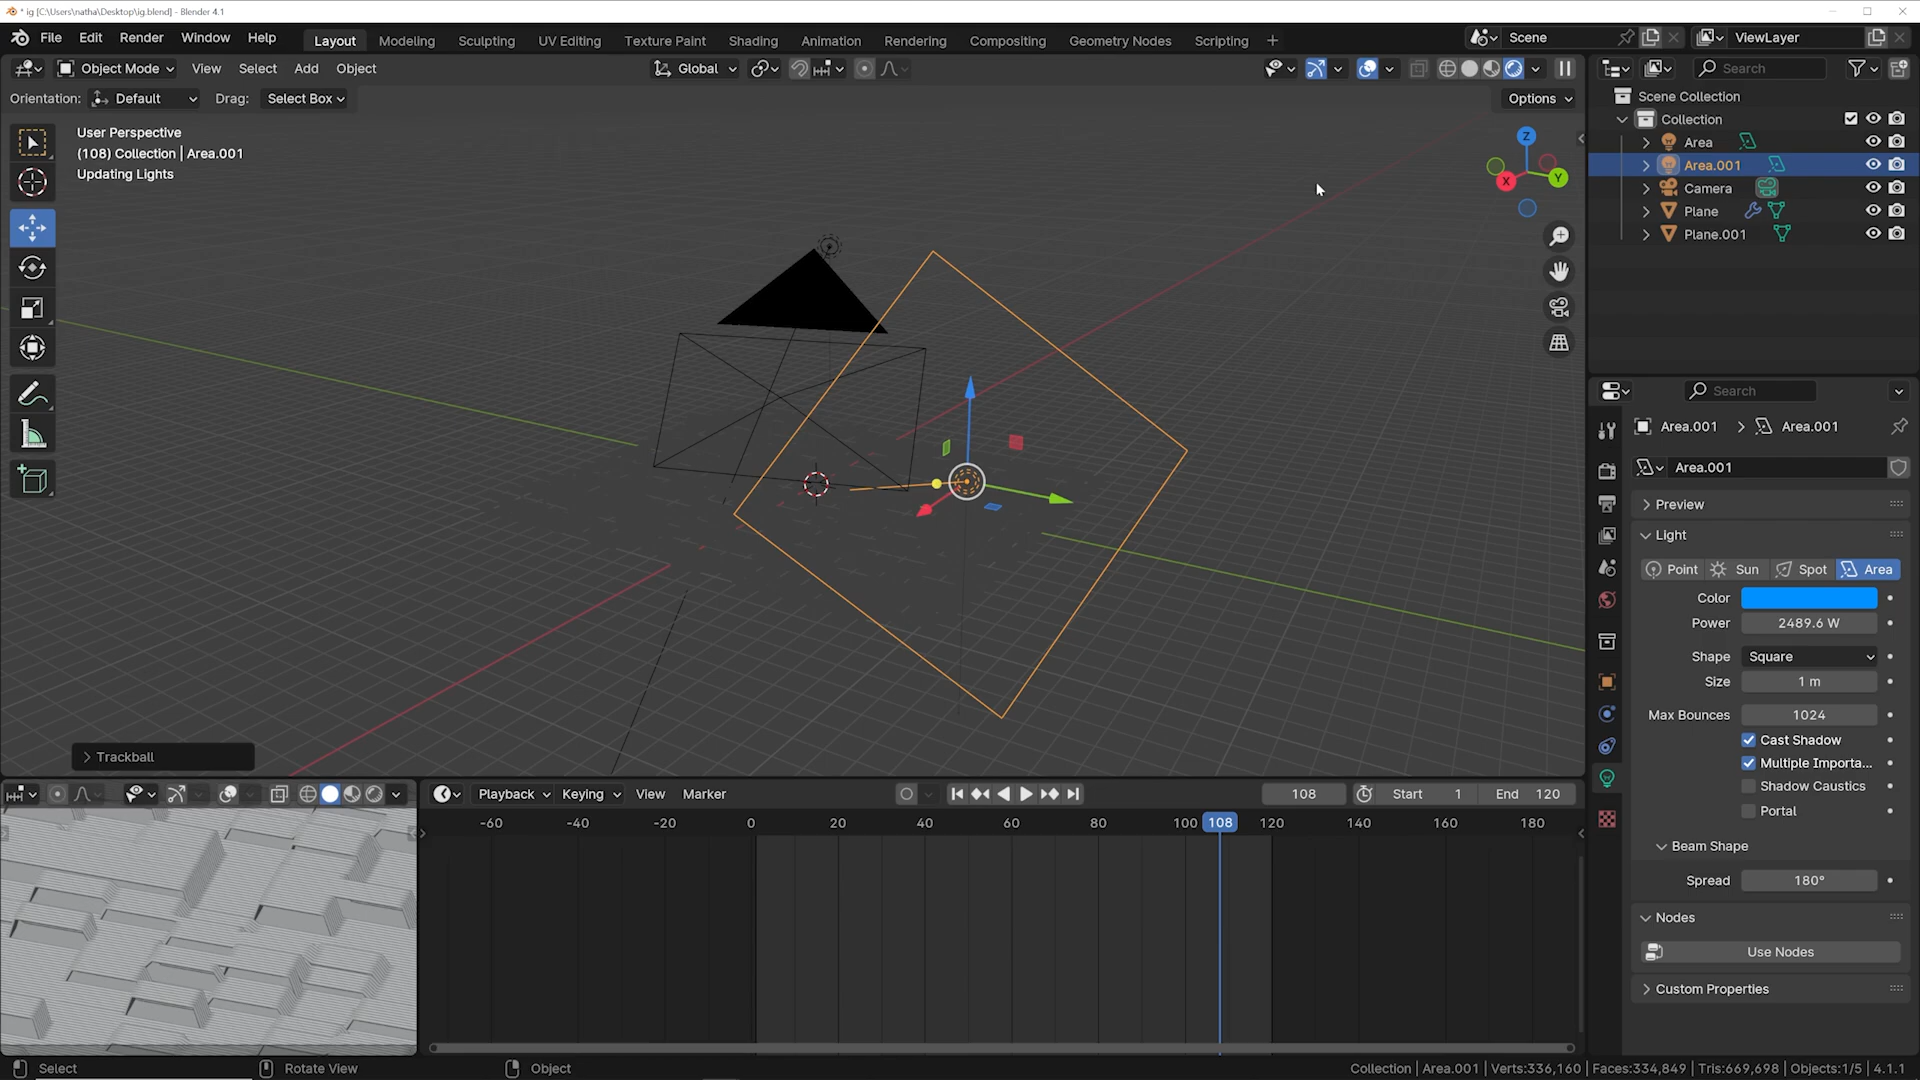 * ig [C:\Users\natha\Desktop\ig.blend] - Blender 4.1
File Edit Render Window Help Layout Modeling Sculpting UV Editing Texture Paint Shading Animation Rendering Compositing Geometry Nodes Scripting + Scene ViewLayer
Object Mode View Select Add Object Global Search
Orientation: Default Drag: Select Box Options
Scene Collection
Collection
Area
Area.001
Camera
Plane
Plane.001
User Perspective
(108) Collection | Area.001
Updating Lights
Z
X
Y
Trackball
Search
Area.001 > Area.001
Area.001
Preview
Light
Point Sun Spot Area
Color
Power 2489.6 W
Shape Square
Size 1 m
Max Bounces 1024
Cast Shadow
Multiple Importa...
Shadow Caustics
Portal
Beam Shape
Spread 180°
Nodes
Use Nodes
Custom Properties
Playback Keying View Marker 108 Start 1 End 120
-60 -40 -20 0 20 40 60 80 100 108 120 140 160 180
Select Rotate View Object Collection | Area.001 | Verts:336,160 | Faces:334,849 | Tris:669,698 | Objects:1/5 | 4.1.1